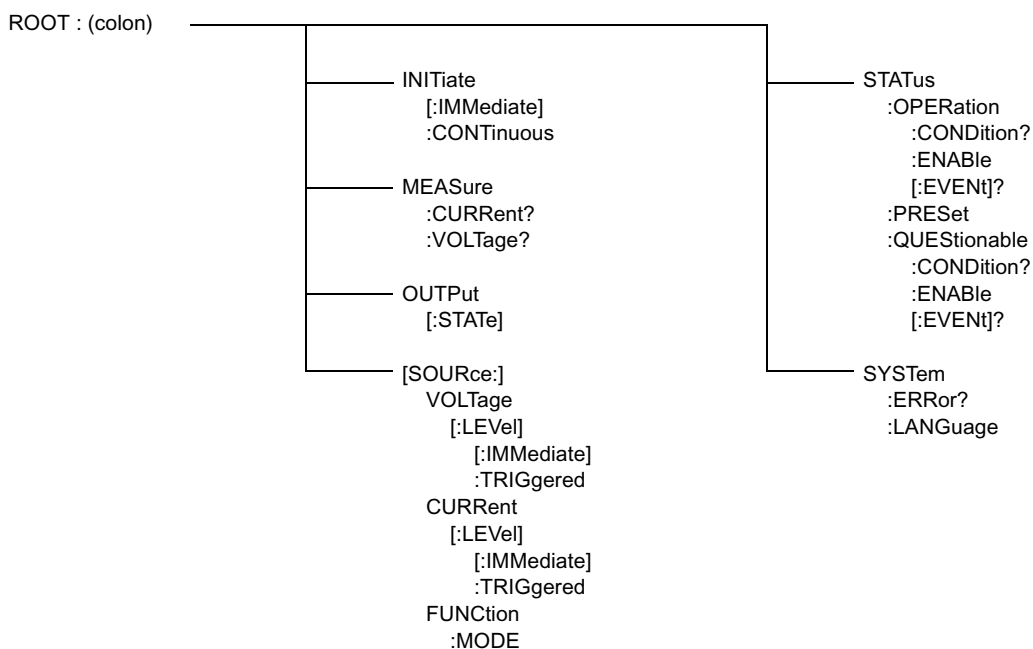 ROOT : (colon)
INITiate
[:IMMediate]
:CONTinuous
MEASure
:CURRent?
:VOLTage?
OUTPut
[:STATe]
[SOURce:]
VOLTage
[:LEVel]
[:IMMediate]
:TRIGgered
CURRent
[:LEVel]
[:IMMediate]
:TRIGgered
FUNCtion
:MODE
STATus
:OPERation
:CONDition?
:ENABle
[:EVENt]?
:PRESet
:QUEStionable
:CONDition?
:ENABle
[:EVENt]?
SYSTem
:ERRor?
:LANGuage